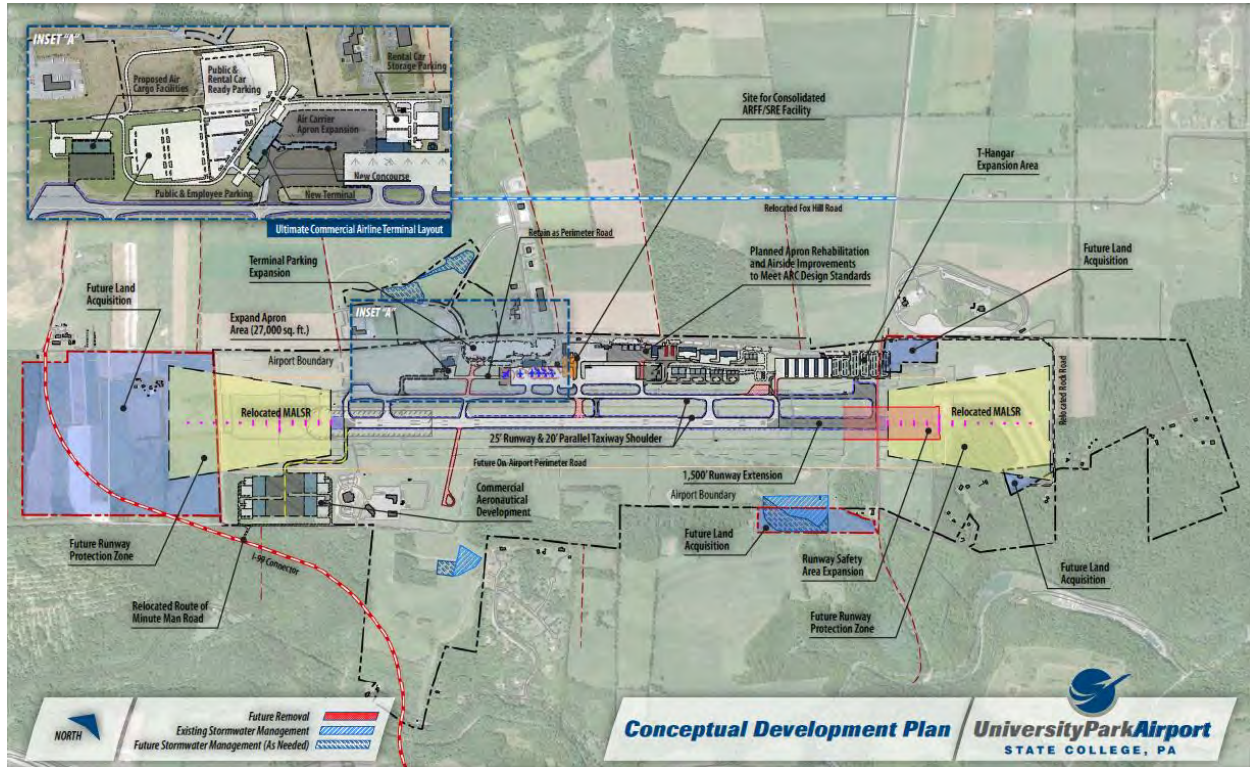 INSET "A"
Proposed Air
Cargo Facilities
Public &
Rental Car
Ready Parking
Rental Car
Storage Parking
Air Carrier
Apron Expansion
Public & Employee Parking
New Terminal
New Concourse
Ultimate Commercial Airline Terminal Layout
Site for Consolidated
ARFF/SRE Facility
T-Hangar
Expansion Area
Relocated Fox Hill Road
Retain as Perimeter Road
Terminal Parking
Expansion
Planned Apron Rehabilitation
and Airside Improvements
to Meet ARC Design Standards
Future Land
Acquisition
Future Land
Acquisition
Expand Apron
Area (27,000 sq. ft.)
INSET "A"
Airport Boundary
Relocated Rock Road
Relocated MALSR
Relocated MALSR
25' Runway & 20' Parallel Taxiway Shoulder
Future On-Airport Perimeter Road
1,500' Runway Extension
Commercial
Aeronautical
Development
Airport Boundary
Future Land
Acquisition
Future Runway
Protection Zone
I-99 Connector
Runway Safety
Area Expansion
Future Land
Acquisition
Relocated Route of
Minute Man Road
Future Runway
Protection Zone
NORTH
Future Removal
Existing Stormwater Management
Future Stormwater Management (As Needed)
Conceptual Development Plan
UniversityParkAirport
STATE COLLEGE, PA